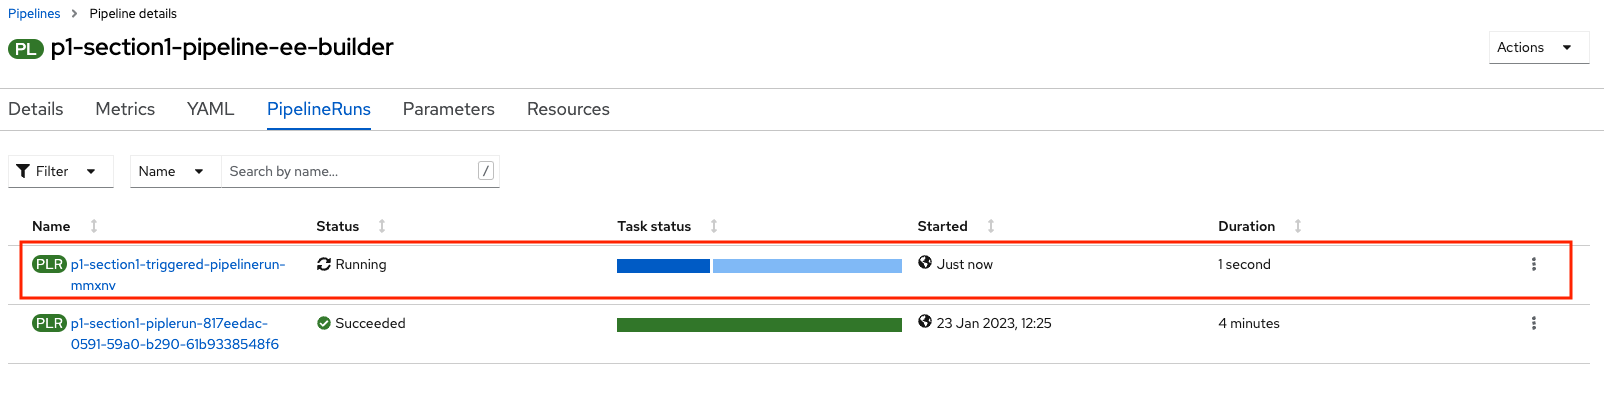 Pipelines > Pipeline details
PL p1-section1-pipeline-ee-builder
Actions
Details Metrics YAML PipelineRuns Parameters Resources
Filter Name Search by name... /
Name Status Task status Started Duration
PLR p1-section1-triggered-pipelinerun- Running Just now 1 second
mmxnv
PLR p1-section1-piplerun-817eedac- Succeeded 23 Jan 2023, 12:25 4 minutes
0591-59a0-b290-61b9338548f6